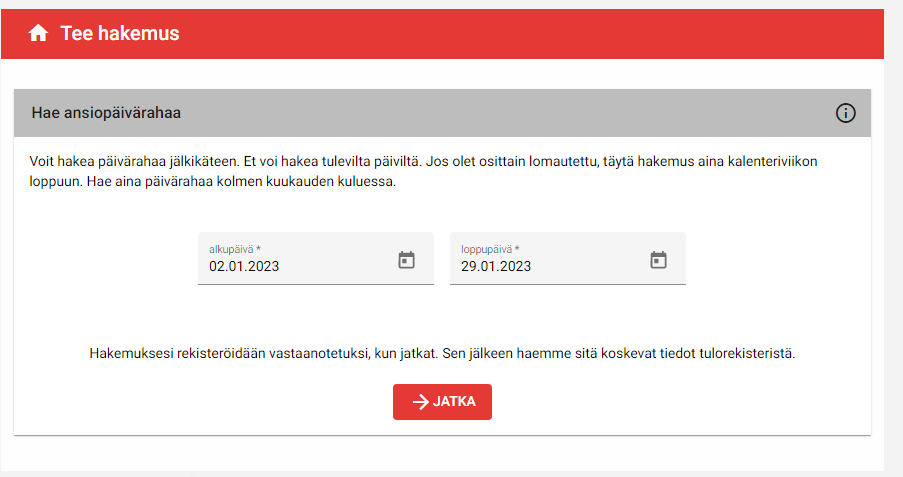 Tee hakemus
Hae ansiopäivärahaa
Voit hakea päivärahaa jälkikäteen. Et voi hakea tulevilta päiviltä. Jos olet osittain lomautettu, täytä hakemus aina kalenteriviikon
loppuun. Hae aina päivärahaa kolmen kuukauden kuluessa.
alkupäivä *
02.01.2023
loppupäivä *
29.01.2023
Hakemuksesi rekisteröidään vastaanotetuksi, kun jatkat. Sen jälkeen haemme sitä koskevat tiedot tulorekisteristä.
JATKA